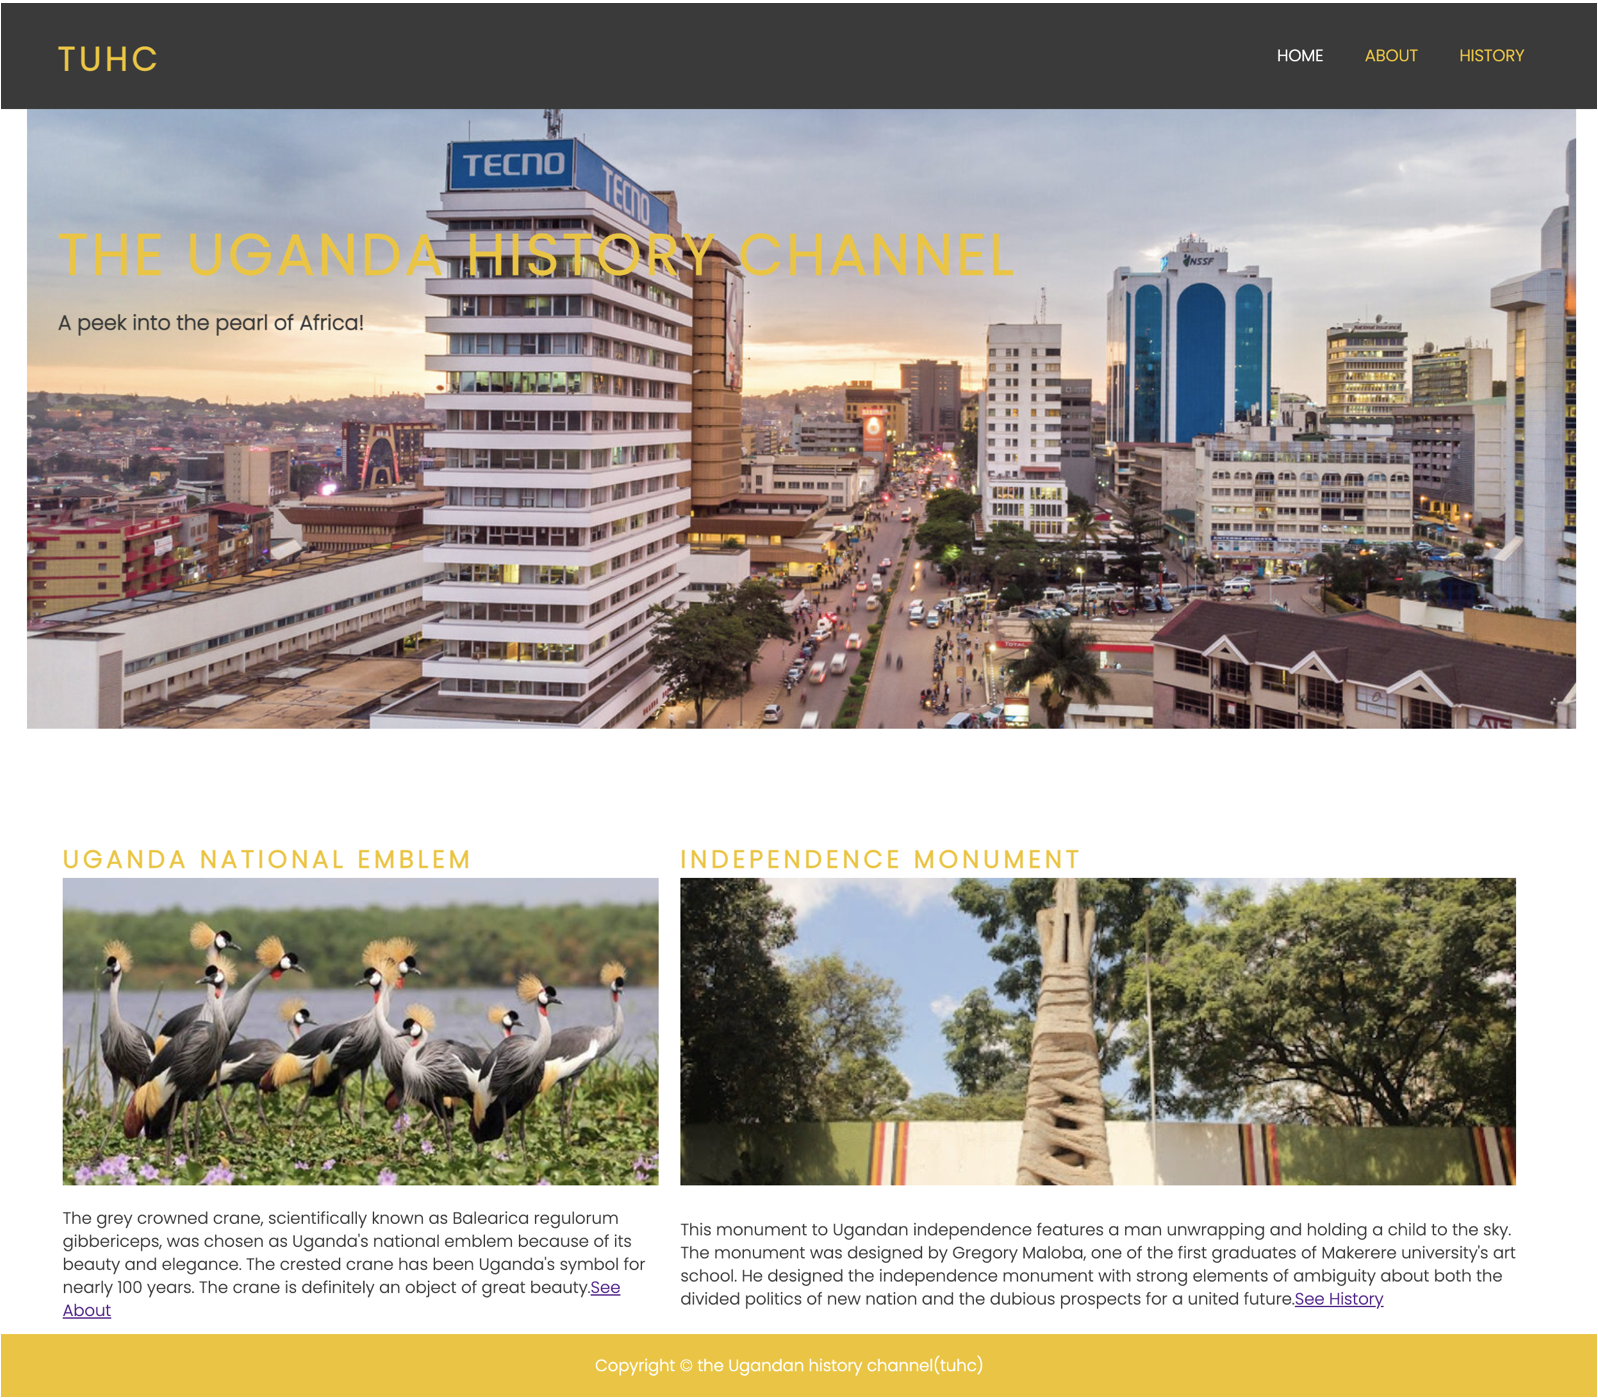 TUHC
HOME ABOUT HISTORY
TECNO
TECNO
THE UGANDA HISTORY CHANNEL
NSSF
A peek into the pearl of Africa!
National Insurance
TOTAL
UGANDA NATIONAL EMBLEM
The grey crowned crane, scientifically known as Balearica regulorum
gibbericeps, was chosen as Uganda's national emblem because of its
beauty and elegance. The crested crane has been Uganda's symbol for
nearly 100 years. The crane is definitely an object of great beauty.See
About
INDEPENDENCE MONUMENT
This monument to Ugandan independence features a man unwrapping and holding a child to the sky.
The monument was designed by Gregory Maloba, one of the first graduates of Makerere university's art
school. He designed the independence monument with strong elements of ambiguity about both the
divided politics of new nation and the dubious prospects for a united future.See History
Copyright © the Ugandan history channel(tuhc)